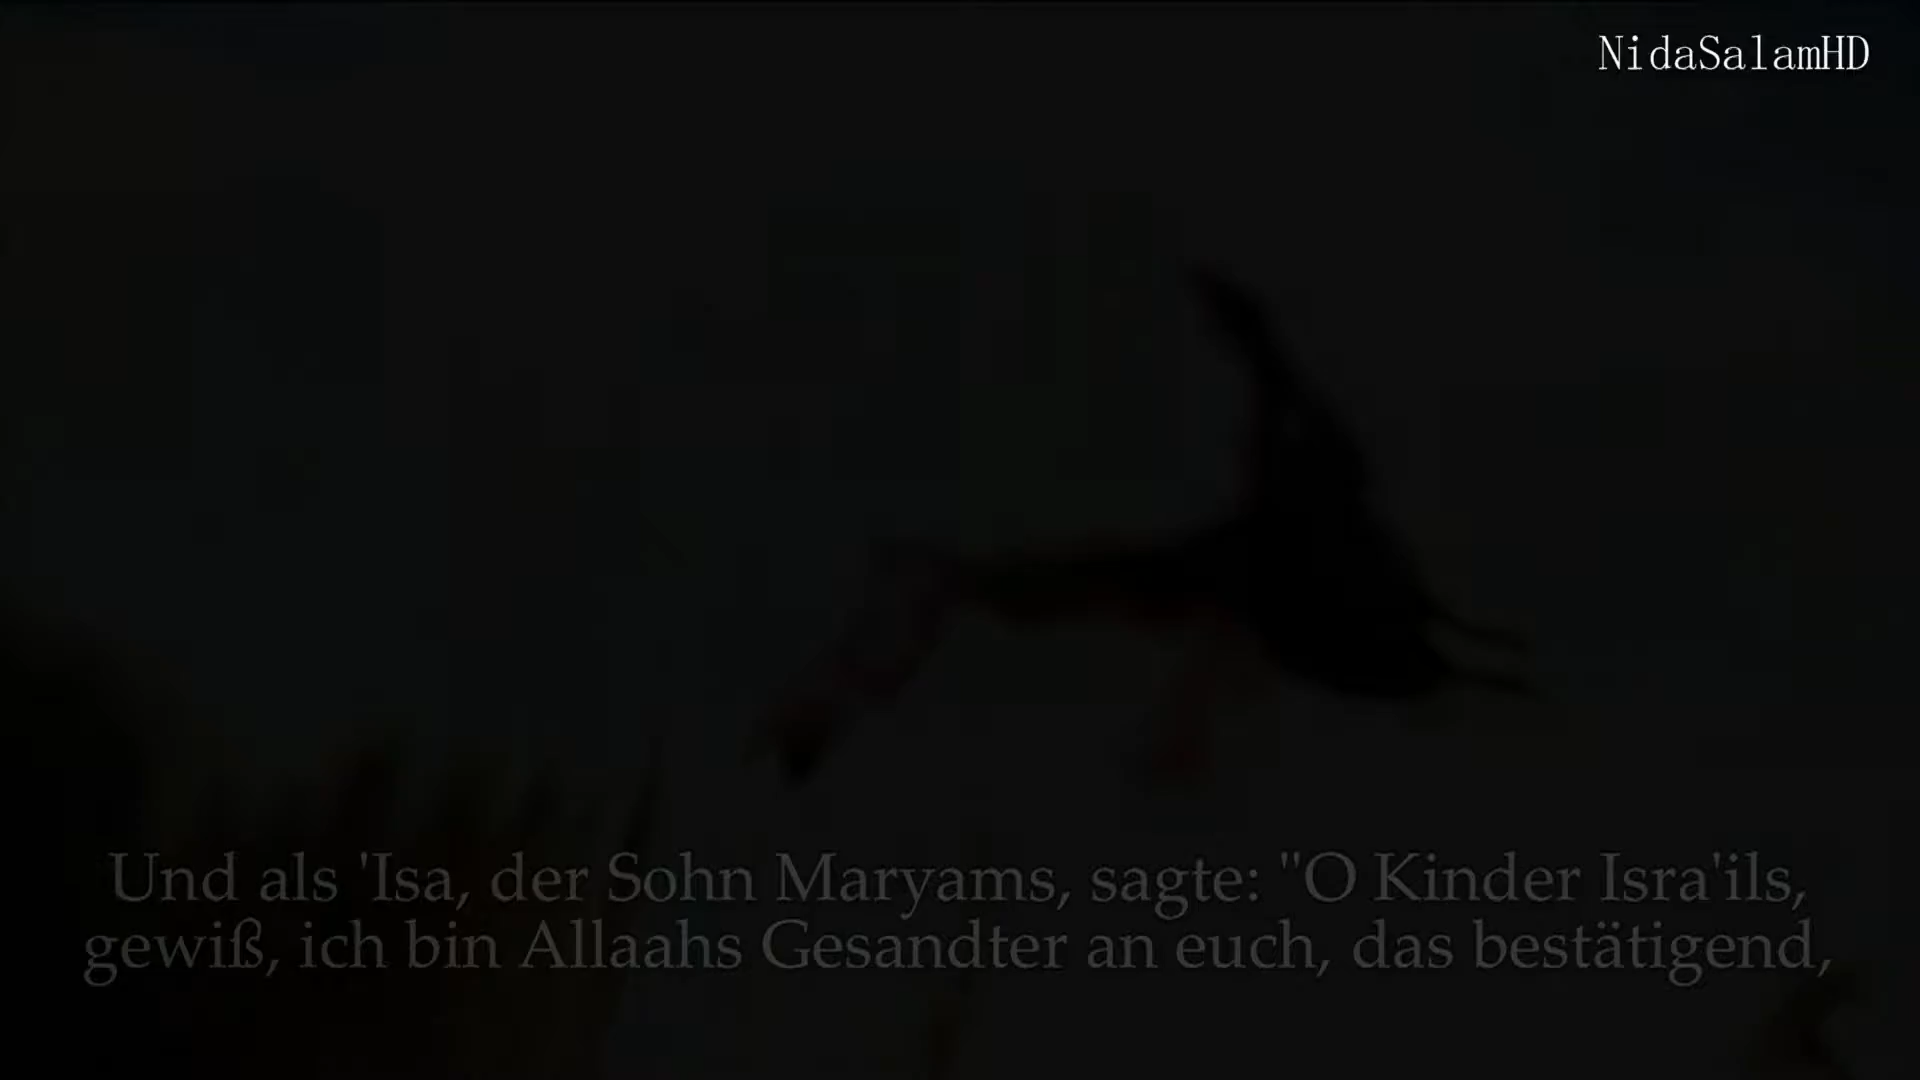 NidaSalamHD
Und als 'Isa, der Sohn Maryams, sagte: "O Kinder Isra'ils,
gewiß, ich bin Allaahs Gesandter an euch, das bestätigend,